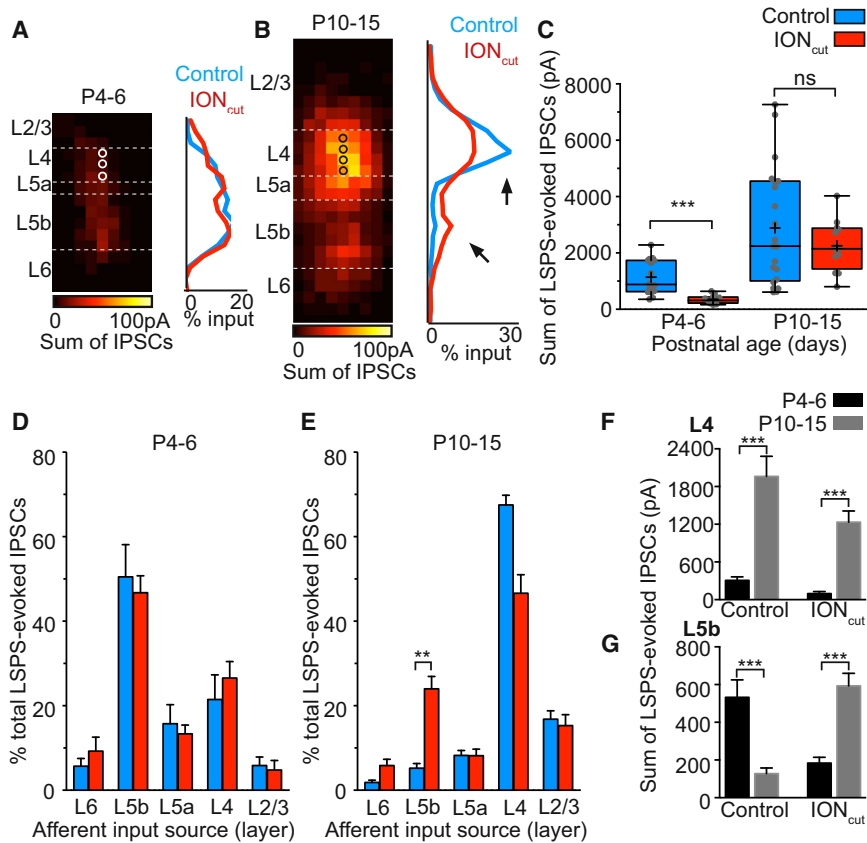 A
P4-6
Control
IONcut
L2/3
L4
L5a
L5b
L6
0 100pA
Sum of IPSCs
0 20
% input
B
P10-15
Control
IONcut
L2/3
L4
L5a
L5b
L6
0 100pA
Sum of IPSCs
0 30
% input
C
Control
IONcut
Sum of LSPS-evoked IPSCs (pA)
8000
6000
4000
2000
1000
0
***
ns
P4-6 P10-15
Postnatal age (days)
D
P4-6
% total LSPS-evoked IPSCs
80
60
40
20
0
L6 L5b L5a L4 L2/3
Afferent input source (layer)
E
P10-15
% total LSPS-evoked IPSCs
80
60
40
20
0
**
L6 L5b L5a L4 L2/3
Afferent input source (layer)
P4-6
P10-15
F
L4
Sum of LSPS-evoked IPSCs (pA)
2400
1800
1200
600
0
***
***
Control IONcut
G
L5b
800
600
400
200
0
***
***
Control IONcut